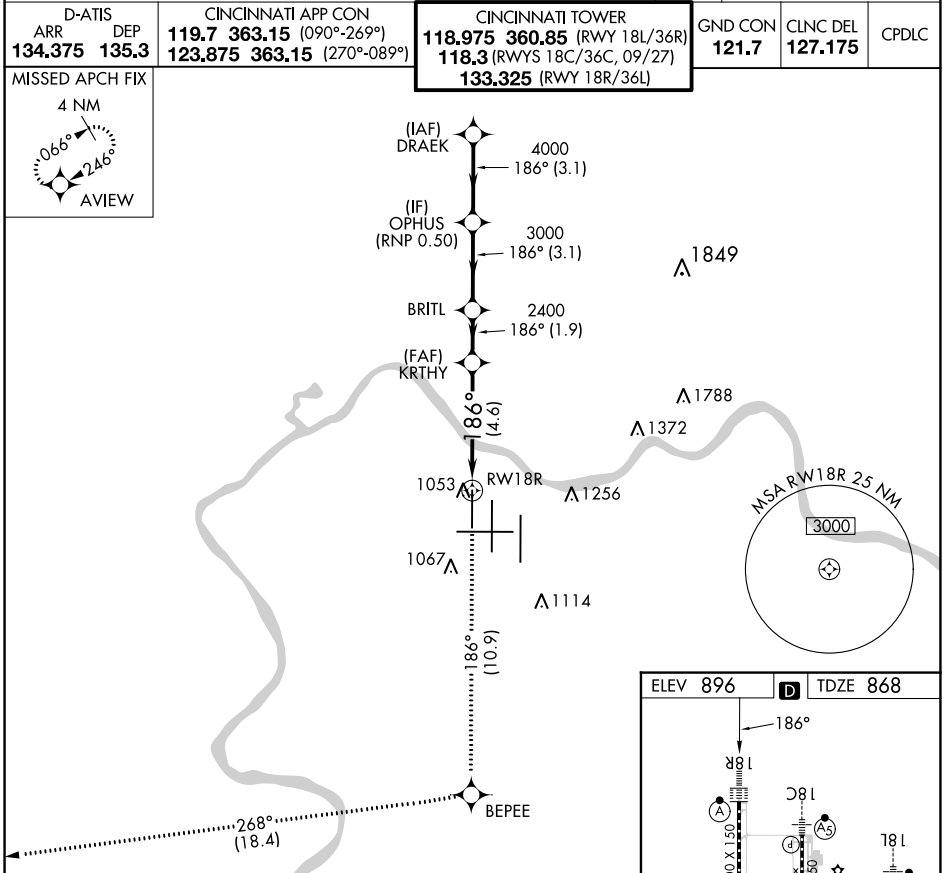 D-ATIS
ARR DEP
134.375 135.3
CINCINNATI APP CON
119.7 363.15 (090°-269°)
123.875 363.15 (270°-089°)
CINCINNATI TOWER
118.975 360.85 (RWY 18L/36R)
118.3 (RWYS 18C/36C, 09/27)
133.325 (RWY 18R/36L)
GND CON
121.7
CLNC DEL
127.175
CPDLC
MISSED APCH FIX
4 NM
066°
246°
AVIEW
(IAF)
DRAEK
4000
186° (3.1)
(IF)
OPHUS
(RNP 0.50)
3000
186° (3.1)
1849
BRITL
2400
186° (1.9)
(FAF)
KRTHY
186°
(4.6)
1788
1372
1053
RW18R
1256
MSA RW18R 25 NM
3000
1067
1114
186°
(10.9)
BEPEE
268°
(18.4)
ELEV 896
D
TDZE 868
186°
18R
18C
18L
A
A5
P
0 X 150
X
50